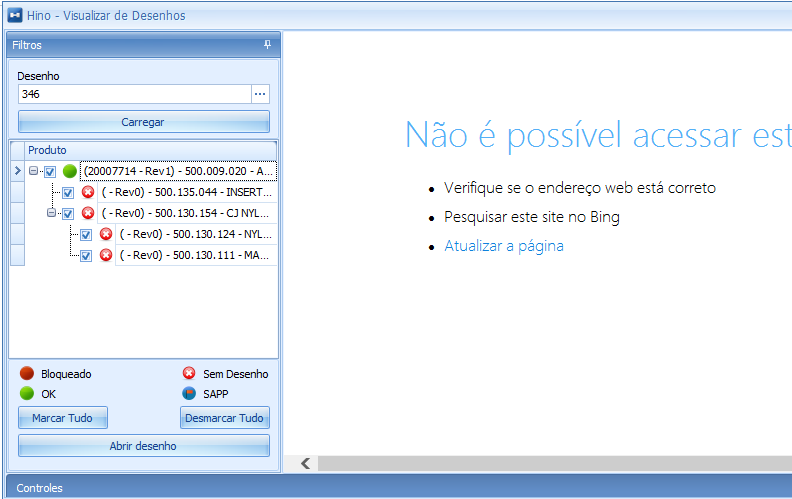 Hino - Visualizar de Desenhos
Filtros
Desenho
346
...
Carregar
Produto
(20007714 - Rev1) - 500.009.020 - A...
( - Rev0) - 500.135.044 - INSERT...
( - Rev0) - 500.130.154 - CJ NYL...
( - Rev0) - 500.130.124 - NYL...
( - Rev0) - 500.130.111 - MA...
Bloqueado
Sem Desenho
OK
SAPP
Marcar Tudo
Desmarcar Tudo
Abrir desenho
Controles
Não é possível acessar est
• Verifique se o endereço web está correto
• Pesquisar este site no Bing
• Atualizar a página